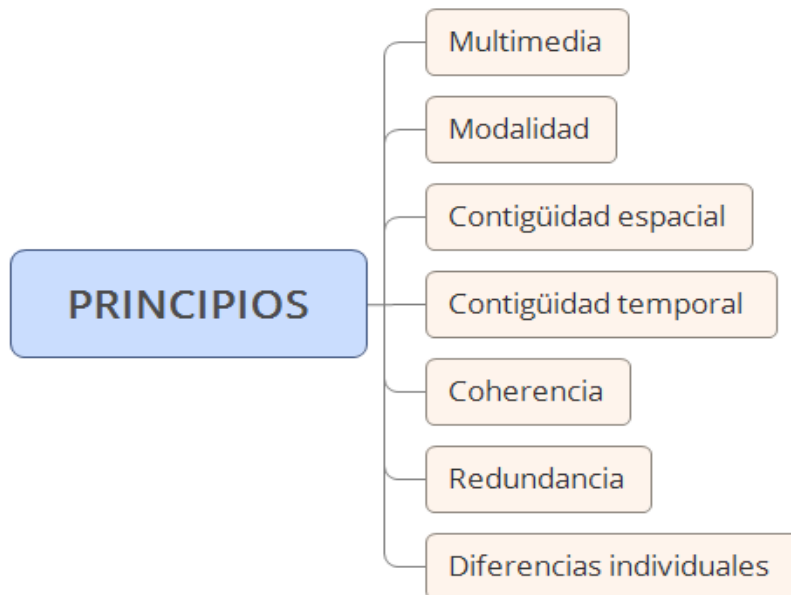 PRINCIPIOS
Multimedia
Modalidad
Contigüidad espacial
Contigüidad temporal
Coherencia
Redundancia
Diferencias individuales